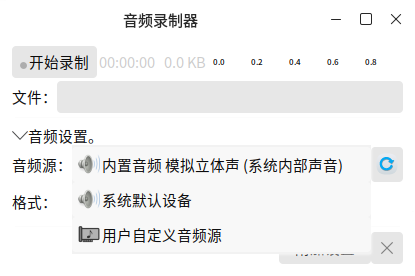 音频录制器
开始录制 00:00:00 0.0 KB 0.0 0.2 0.4 0.6 0.8
文件：
音频设置。
音频源： 内置音频 模拟立体声 (系统内部声音)
格式： 系统默认设备
用户自定义音频源